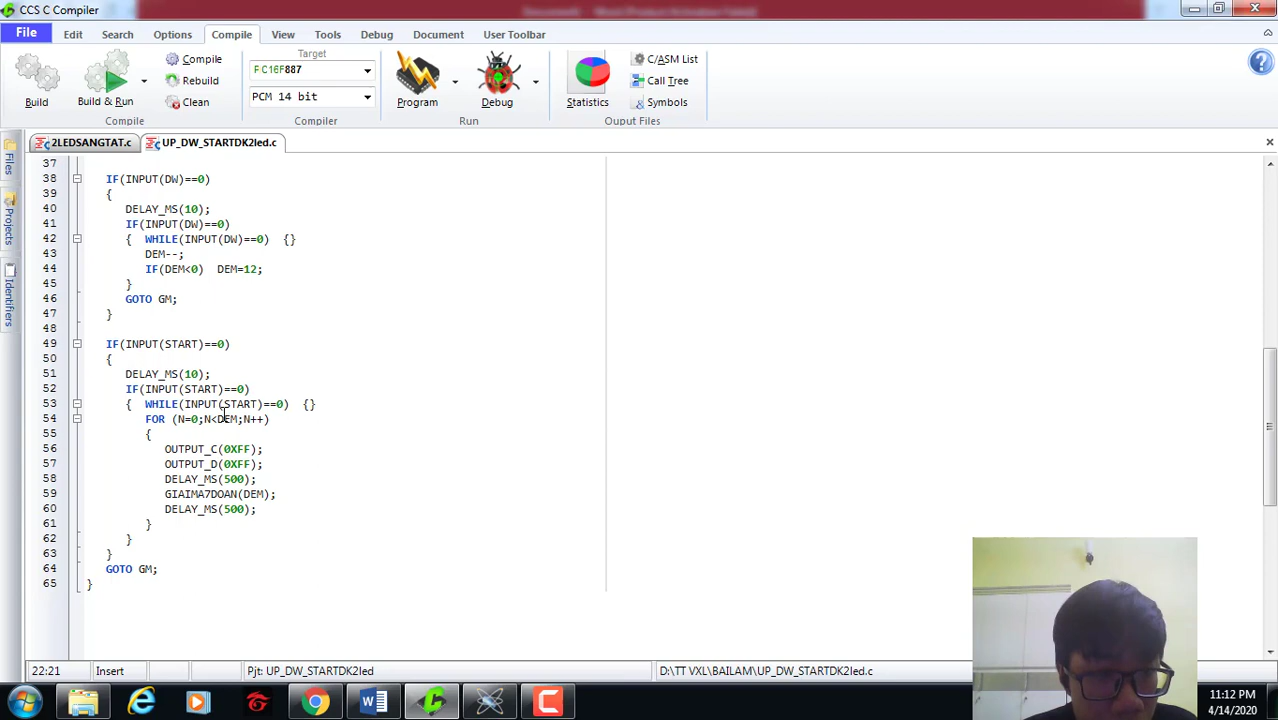 CCS C Compiler
File Edit Search Options Compile View Tools Debug Document User Toolbar
Build
Build & Run
Compile
Rebuild
Clean
Compile
Target
PIC16F887
PCM 14 bit
Compiler
Program
Debug
Run
Statistics
C/ASM List
Call Tree
Symbols
Ouput Files
2LEDSANGTAT.c UP_DW_STARTDK2led.c
Files
Projects
Identifiers
37
38 IF(INPUT(DW)==0)
39 {
40 DELAY_MS(10);
41 IF(INPUT(DW)==0)
42 { WHILE(INPUT(DW)==0) {}
43 DEM--;
44 IF(DEM<0) DEM=12;
45 }
46 GOTO GM;
47 }
48
49 IF(INPUT(START)==0)
50 {
51 DELAY_MS(10);
52 IF(INPUT(START)==0)
53 { WHILE(INPUT(START)==0) {}
54 FOR (N=0;N<DEM;N++)
55 {
56 OUTPUT_C(0XFF);
57 OUTPUT_D(0XFF);
58 DELAY_MS(500);
59 GIAIMA7DOAN(DEM);
60 DELAY_MS(500);
61 }
62 }
63 }
64 GOTO GM;
65 }
22:21 Insert Pjt: UP_DW_STARTDK2led D:\TT VXL\BAILAM\UP_DW_STARTDK2led.c
11:12 PM
4/14/2020